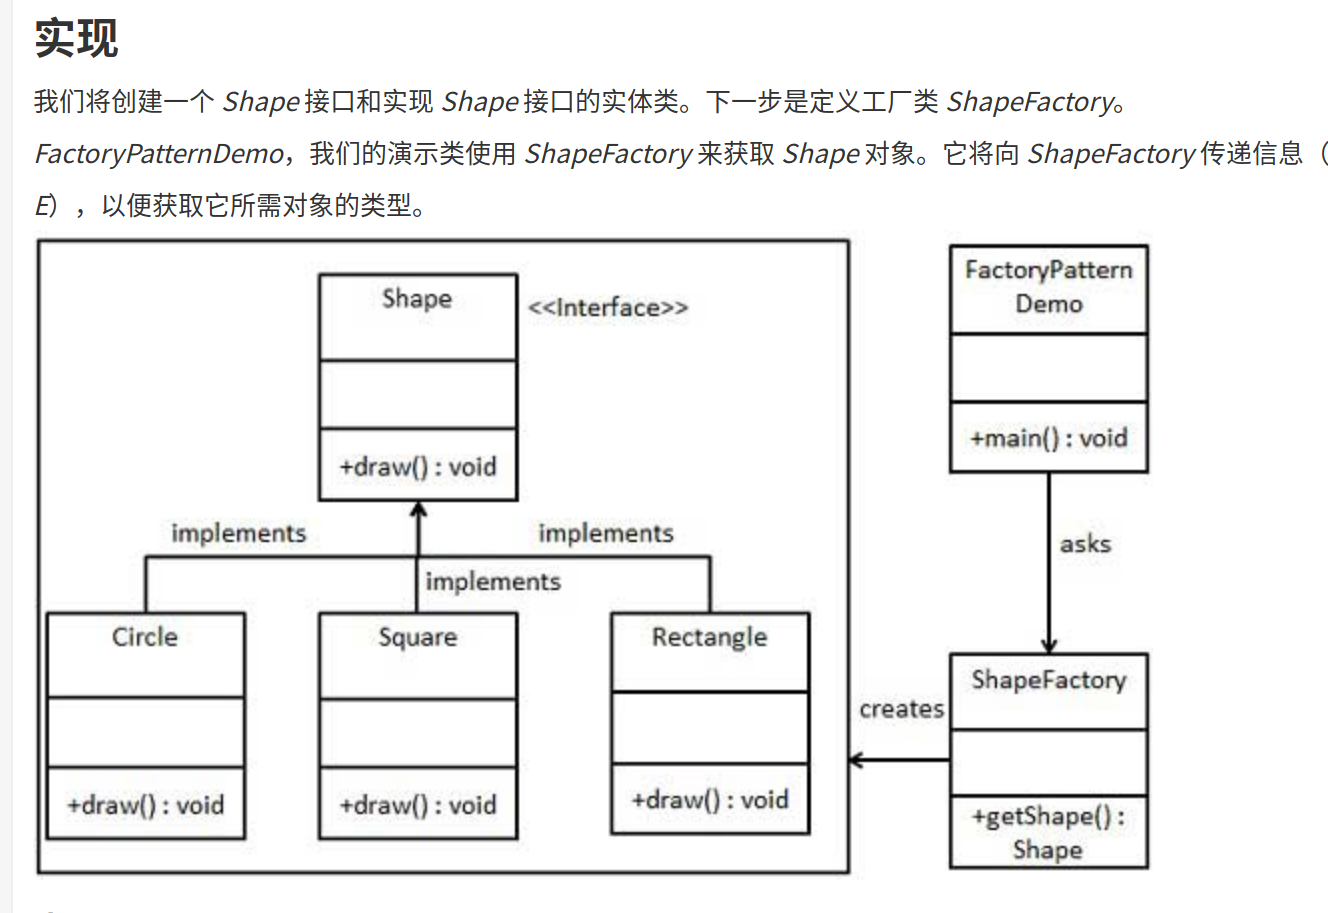 实现
我们将创建一个 Shape 接口和实现 Shape 接口的实体类。下一步是定义工厂类 ShapeFactory。
FactoryPatternDemo，我们的演示类使用 ShapeFactory 来获取 Shape 对象。它将向 ShapeFactory 传递信息（
E），以便获取它所需对象的类型。
Shape
<<Interface>>
+draw() : void
implements
implements
implements
Circle
+draw() : void
Square
+draw() : void
Rectangle
+draw() : void
FactoryPattern
Demo
+main() : void
asks
creates
ShapeFactory
+getShape() :
Shape